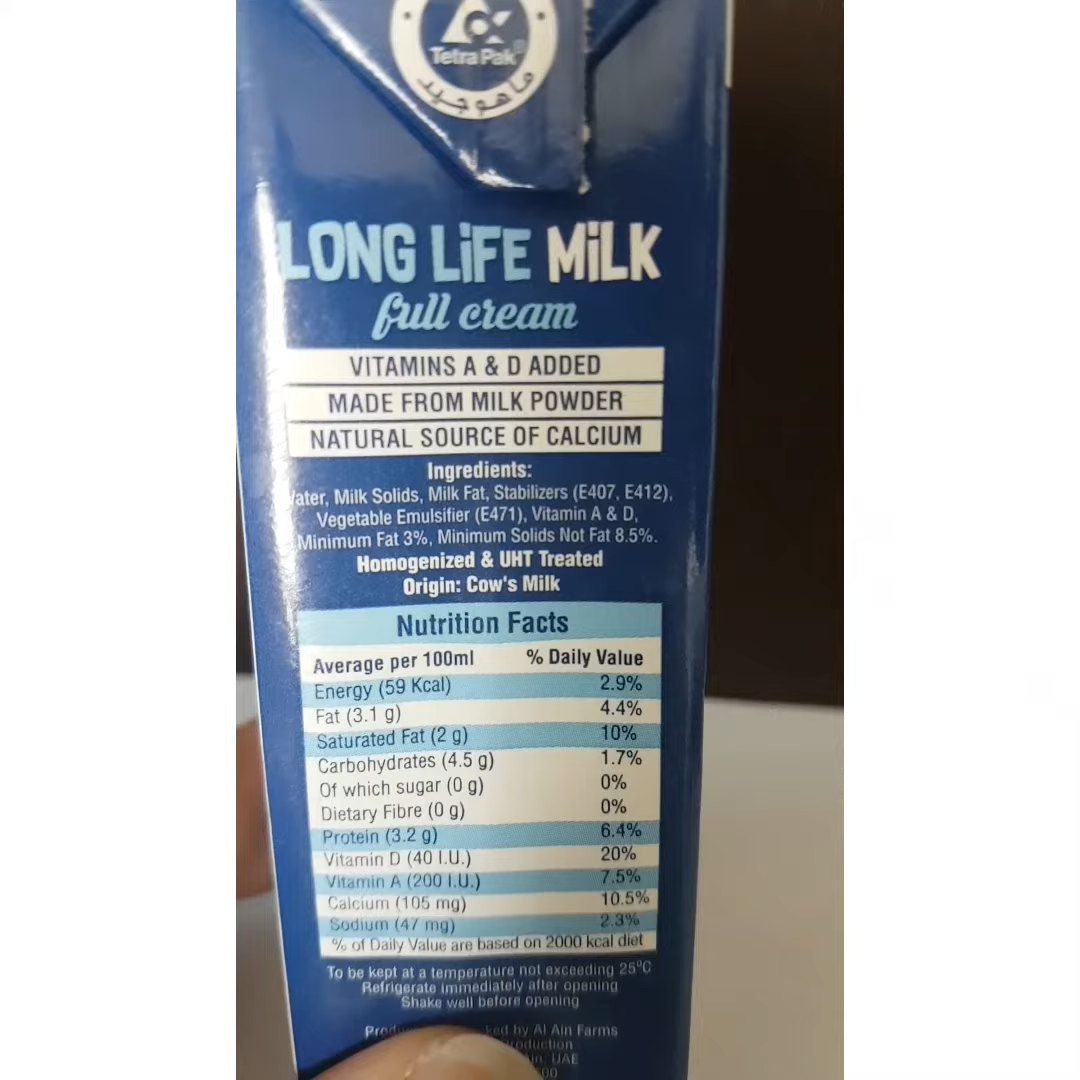 Tetra Pak®
LONG LiFE MiLK
full cream
VITAMINS A & D ADDED
MADE FROM MILK POWDER
NATURAL SOURCE OF CALCIUM
Ingredients:
ater, Milk Solids, Milk Fat, Stabilizers (E407, E412),
Vegetable Emulsifier (E471), Vitamin A & D,
Minimum Fat 3%, Minimum Solids Not Fat 8.5%.
Homogenized & UHT Treated
Origin: Cow's Milk
Nutrition Facts
Average per 100ml % Daily Value
Energy (59 Kcal) 2.9%
Fat (3.1 g) 4.4%
Saturated Fat (2 g) 10%
Carbohydrates (4.5 g) 1.7%
Of which sugar (0 g) 0%
Dietary Fibre (0 g) 0%
Protein (3.2 g) 6.4%
Vitamin D (40 I.U.) 20%
Vitamin A (200 I.U.) 7.5%
Calcium (105 mg) 10.5%
Sodium (47 mg) 2.3%
% of Daily Value are based on 2000 kcal diet
To be kept at a temperature not exceeding 25ºC
Refrigerate immediately after opening
Shake well before opening
by Al Ain Farms
UAE